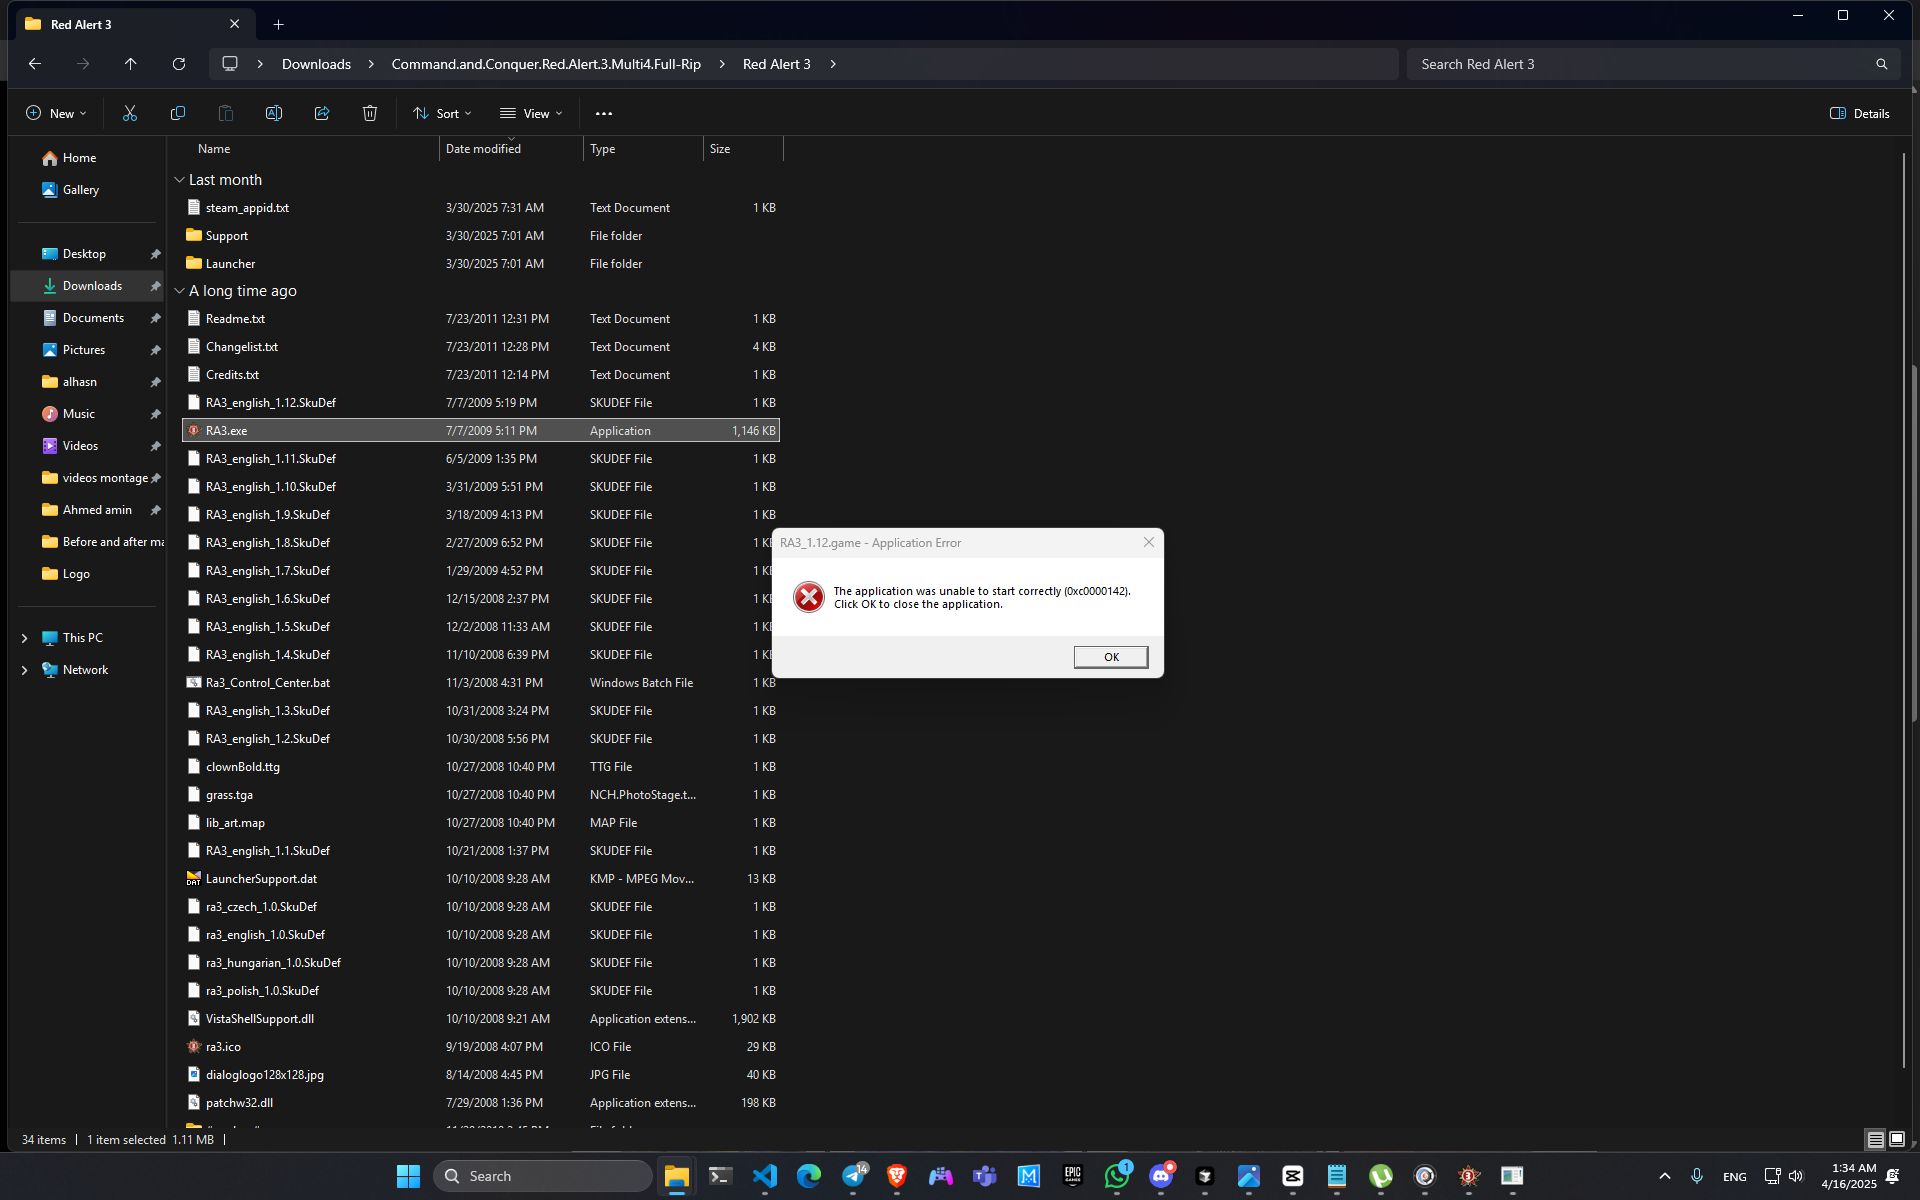 Red Alert 3
Downloads
Command.and.Conquer.Red.Alert.3.Multi4.Full-Rip
Red Alert 3
Search Red Alert 3
New
Sort
View
Details
Home
Gallery
Desktop
Downloads
Documents
Pictures
alhasn
Music
Videos
videos montage
Ahmed amin
Before and after ma
Logo
This PC
Network
Name Date modified Type Size
Last month
steam_appid.txt 3/30/2025 7:31 AM Text Document 1 KB
Support 3/30/2025 7:01 AM File folder
Launcher 3/30/2025 7:01 AM File folder
A long time ago
Readme.txt 7/23/2011 12:31 PM Text Document 1 KB
Changelist.txt 7/23/2011 12:28 PM Text Document 4 KB
Credits.txt 7/23/2011 12:14 PM Text Document 1 KB
RA3_english_1.12.SkuDef 7/7/2009 5:19 PM SKUDEF File 1 KB
RA3.exe 7/7/2009 5:11 PM Application 1,146 KB
RA3_english_1.11.SkuDef 6/5/2009 1:35 PM SKUDEF File 1 KB
RA3_english_1.10.SkuDef 3/31/2009 5:51 PM SKUDEF File 1 KB
RA3_english_1.9.SkuDef 3/18/2009 4:13 PM SKUDEF File 1 KB
RA3_english_1.8.SkuDef 2/27/2009 6:52 PM SKUDEF File 1 K
RA3_english_1.7.SkuDef 1/29/2009 4:52 PM SKUDEF File 1 K
RA3_english_1.6.SkuDef 12/15/2008 2:37 PM SKUDEF File 1 K
RA3_english_1.5.SkuDef 12/2/2008 11:33 AM SKUDEF File 1 K
RA3_english_1.4.SkuDef 11/10/2008 6:39 PM SKUDEF File 1 K
Ra3_Control_Center.bat 11/3/2008 4:31 PM Windows Batch File 1 KB
RA3_english_1.3.SkuDef 10/31/2008 3:24 PM SKUDEF File 1 KB
RA3_english_1.2.SkuDef 10/30/2008 5:56 PM SKUDEF File 1 KB
clownBold.ttg 10/27/2008 10:40 PM TTG File 1 KB
grass.tga 10/27/2008 10:40 PM NCH.PhotoStage.t... 1 KB
lib_art.map 10/27/2008 10:40 PM MAP File 1 KB
RA3_english_1.1.SkuDef 10/21/2008 1:37 PM SKUDEF File 1 KB
LauncherSupport.dat 10/10/2008 9:28 AM KMP - MPEG Mov... 13 KB
ra3_czech_1.0.SkuDef 10/10/2008 9:28 AM SKUDEF File 1 KB
ra3_english_1.0.SkuDef 10/10/2008 9:28 AM SKUDEF File 1 KB
ra3_hungarian_1.0.SkuDef 10/10/2008 9:28 AM SKUDEF File 1 KB
ra3_polish_1.0.SkuDef 10/10/2008 9:28 AM SKUDEF File 1 KB
VistaShellSupport.dll 10/10/2008 9:21 AM Application extens... 1,902 KB
ra3.ico 9/19/2008 4:07 PM ICO File 29 KB
dialoglogo128x128.jpg 8/14/2008 4:45 PM JPG File 40 KB
patchw32.dll 7/29/2008 1:36 PM Application extens... 198 KB
RA3_1.12.game - Application Error
The application was unable to start correctly (0xc0000142).
Click OK to close the application.
OK
34 items 1 item selected 1.11 MB
Search
14
EPIC GAMES
1
ENG
1:34 AM
4/16/2025